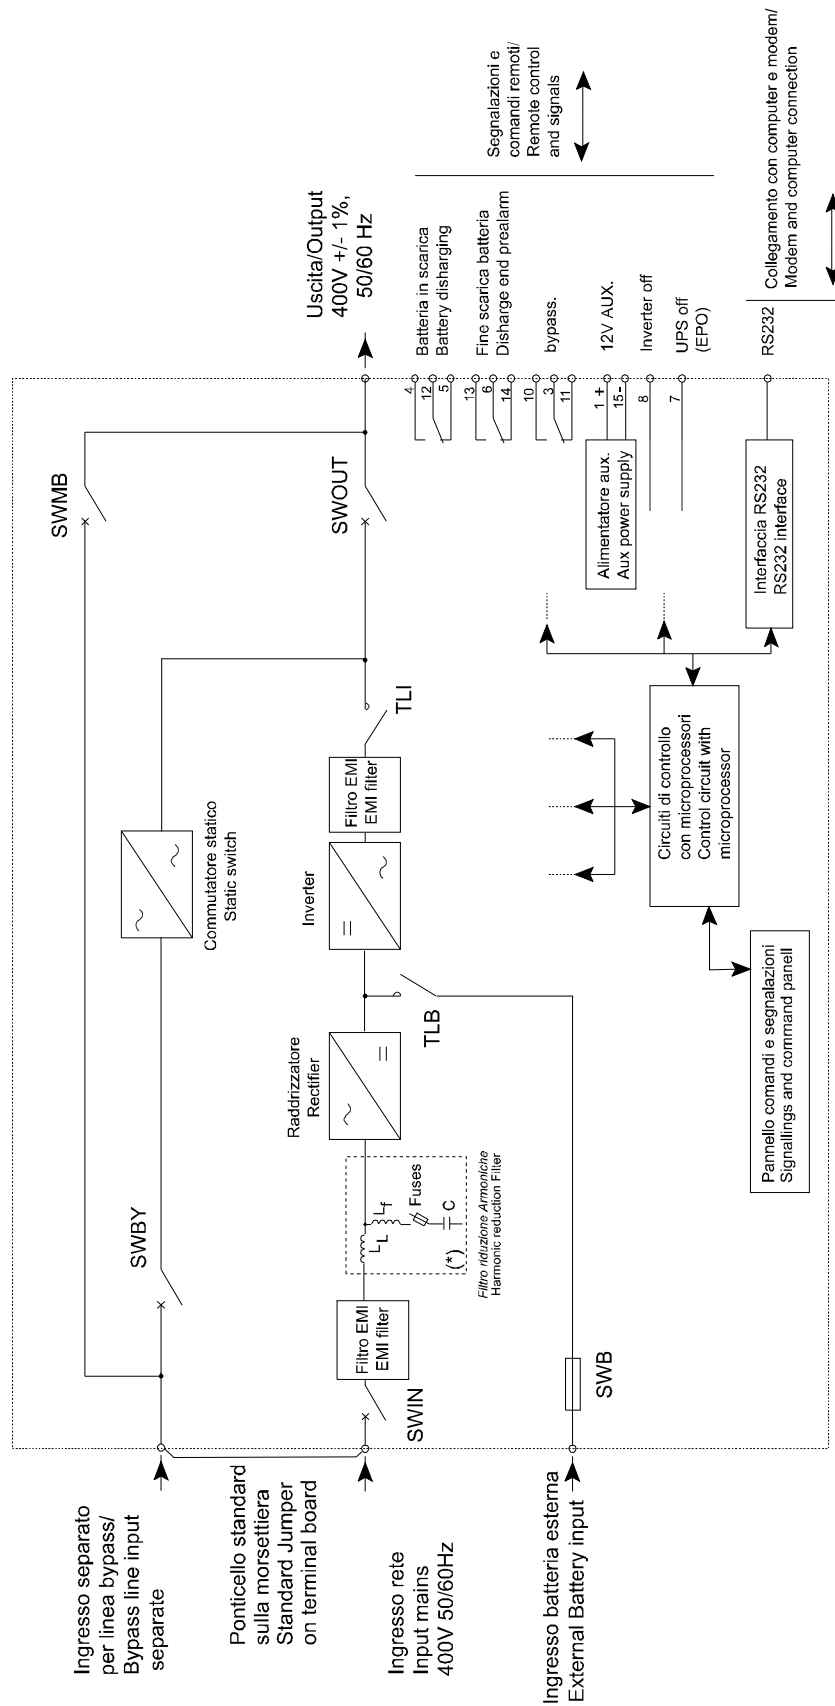 Uscita/Output
400V +/- 1%,
50/60 Hz
Segnalazioni e
comandi remoti/
Remote control
and signals
Collegamento con computer e modem/
Modem and computer connection
SWMB
SWOUT
Batteria in scarica
Battery disharging
Fine scarica batteria
Disharge end prealarm
bypass.
12V AUX.
Inverter off
UPS off
(EPO)
RS232
4
12
5
13
6
14
10
3
11
1 +
15 -
8
7
Alimentatore aux.
Aux power supply
Interfaccia RS232
RS232 interface
Commutatore statico
Static switch
TLI
Filtro EMI
EMI filter
Inverter
TLB
Raddrizzatore
Rectifier
Circuiti di controllo
con microprocessori
Control circuit with
microprocessor
Pannello comandi e segnalazioni
Signallings and command panell
SWBY
LL
Lf
Fuses
C
(*)
Filtro riduzione Armoniche
Harmonic reduction Filter
Filtro EMI
EMI filter
SWIN
SWB
Ingresso separato
per linea bypass/
Bypass line input
separate
Ponticello standard
sulla morsettiera
Standard Jumper
on terminal board
Ingresso rete
Input mains
400V 50/60Hz
Ingresso batteria esterna
External Battery input